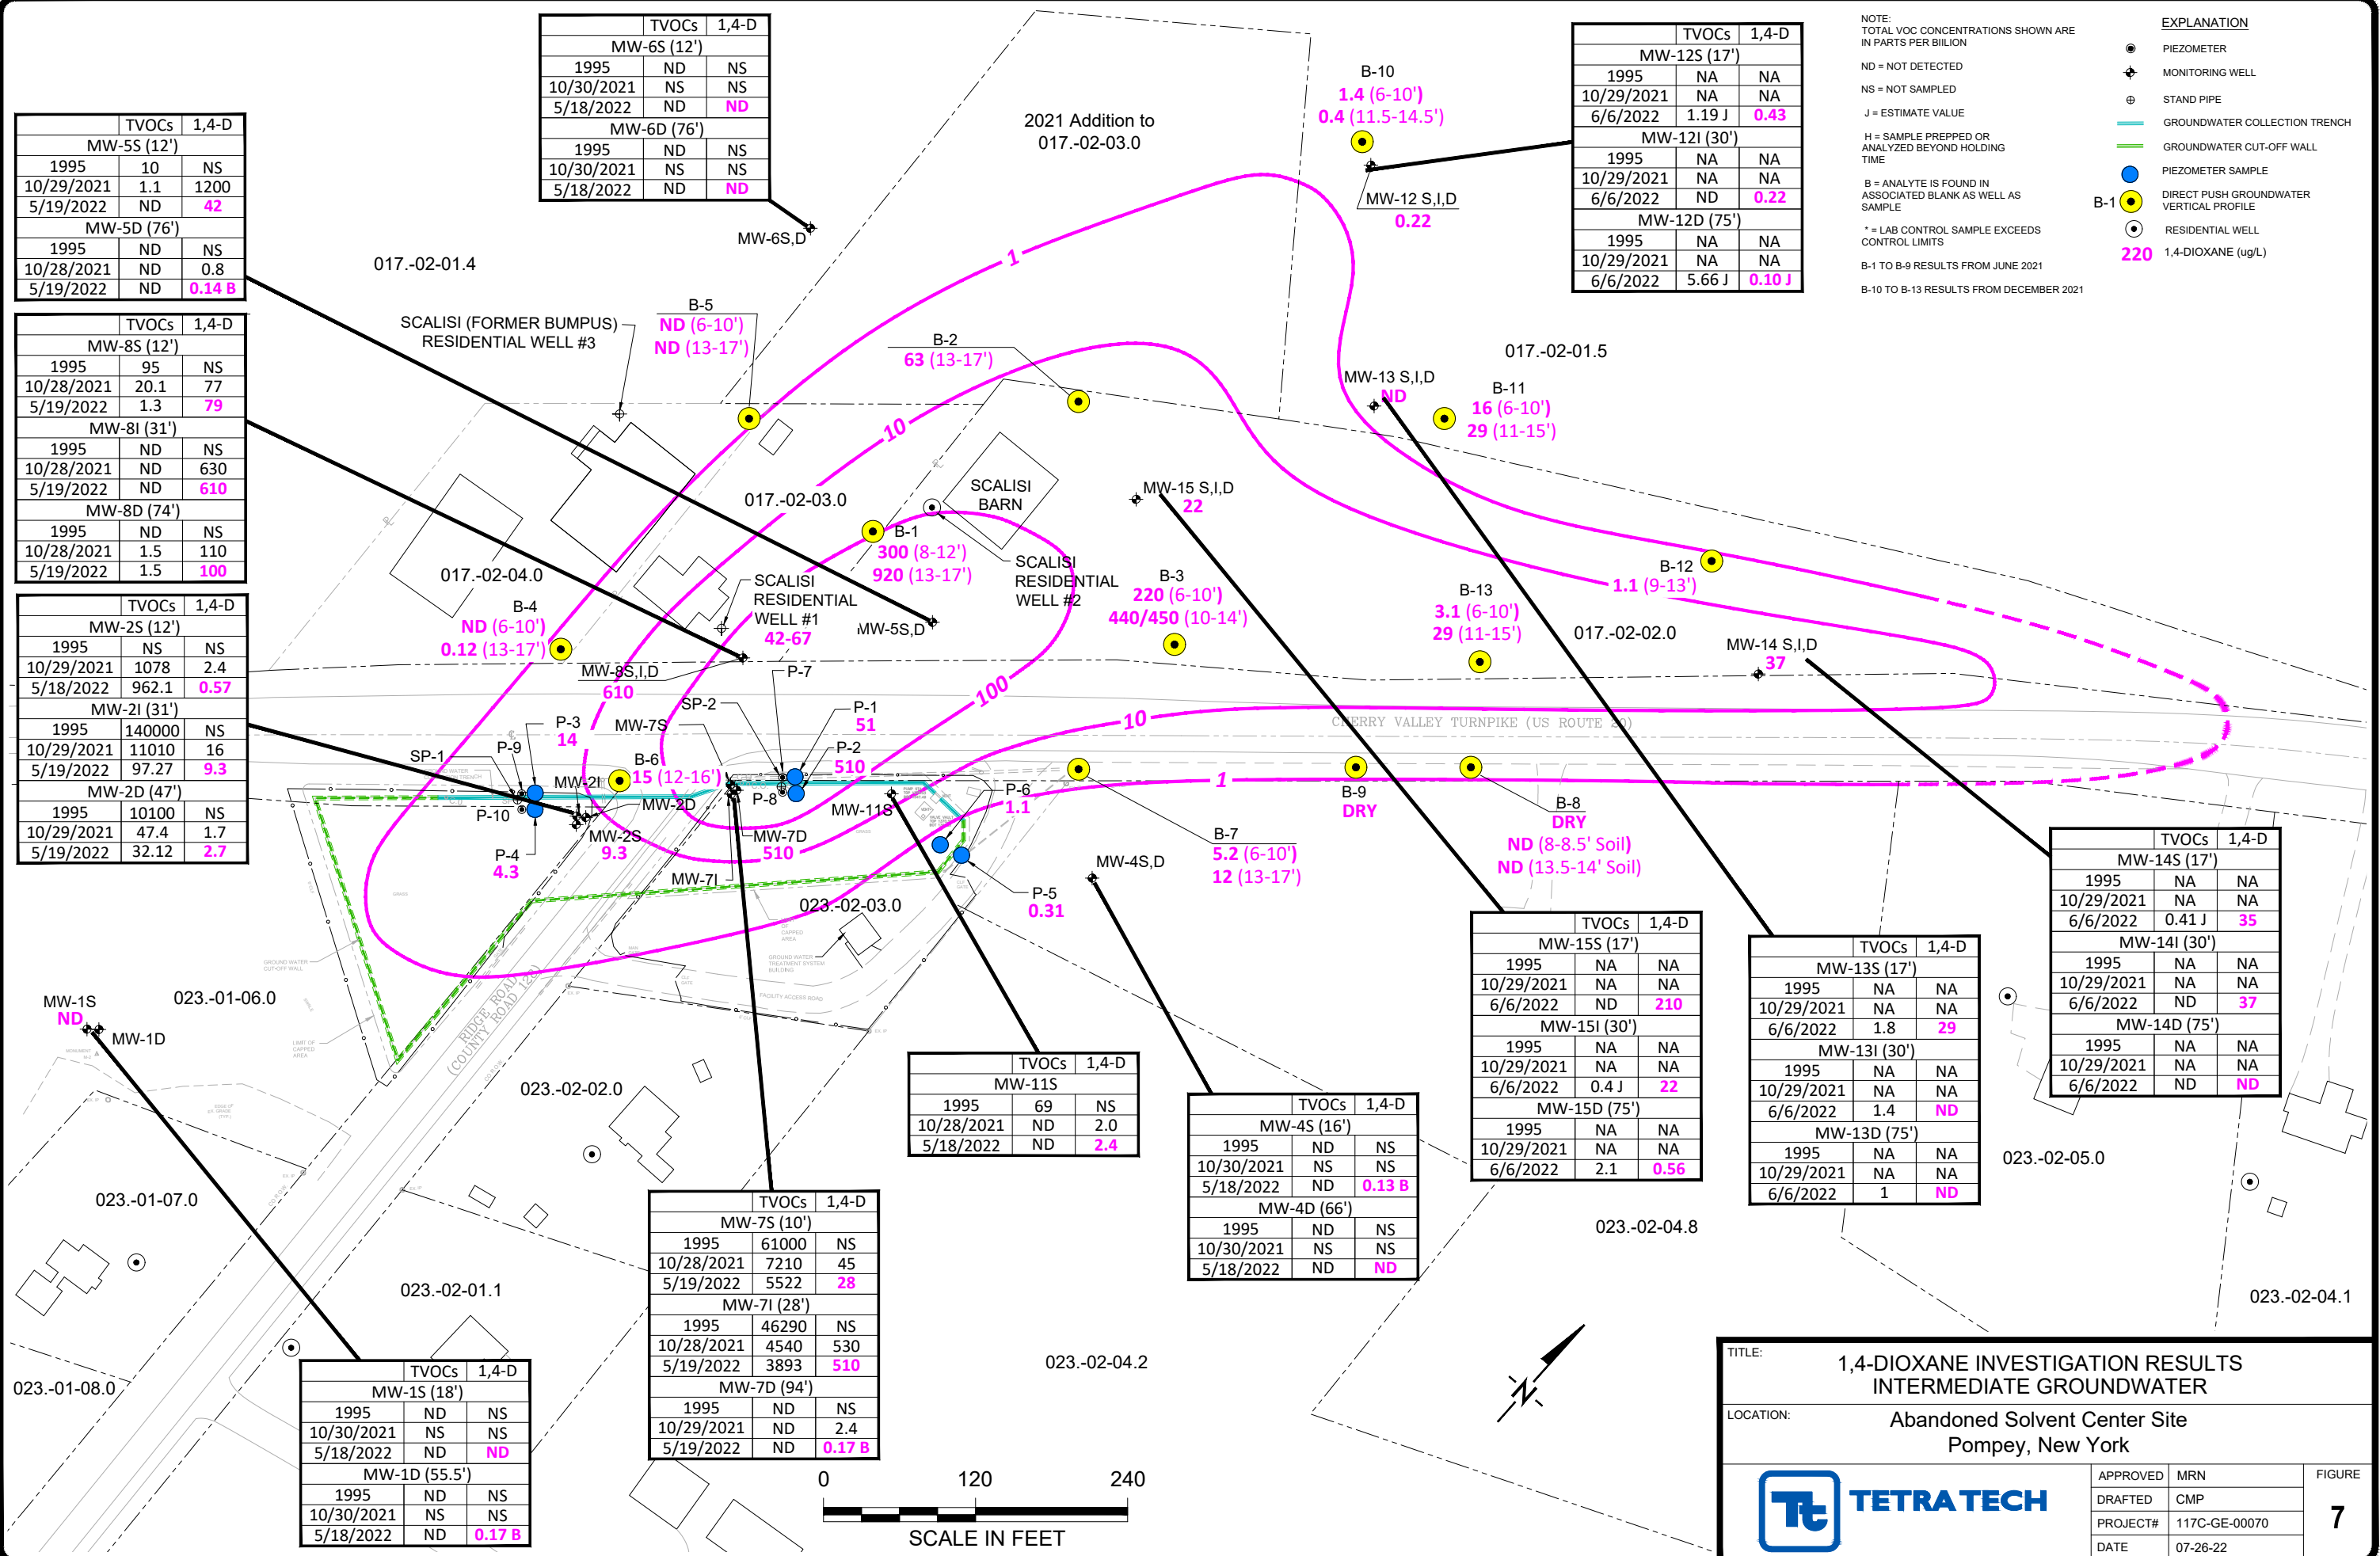 TVOCs 1,4-D
MW-6S (12')
1995 ND NS
10/30/2021 NS NS
5/18/2022 ND ND
MW-6D (76')
1995 ND NS
10/30/2021 NS NS
5/18/2022 ND ND
TVOCs 1,4-D
MW-5S (12')
1995 10 NS
10/29/2021 1.1 1200
5/19/2022 ND 42
MW-5D (76')
1995 ND NS
10/28/2021 ND 0.8
5/19/2022 ND 0.14 B
TVOCs 1,4-D
MW-8S (12')
1995 95 NS
10/28/2021 20.1 77
5/19/2022 1.3 79
MW-8I (31')
1995 ND NS
10/28/2021 ND 630
5/19/2022 ND 610
MW-8D (74')
1995 ND NS
10/28/2021 1.5 110
5/19/2022 1.5 100
TVOCs 1,4-D
MW-2S (12')
1995 NS NS
10/29/2021 1078 2.4
5/18/2022 962.1 0.57
MW-2I (31')
1995 140000 NS
10/29/2021 11010 16
5/19/2022 97.27 9.3
MW-2D (47')
1995 10100 NS
10/29/2021 47.4 1.7
5/19/2022 32.12 2.7
TVOCs 1,4-D
MW-12S (17')
1995 NA NA
10/29/2021 NA NA
6/6/2022 1.19 J 0.43
MW-12I (30')
1995 NA NA
10/29/2021 NA NA
6/6/2022 ND 0.22
MW-12D (75')
1995 NA NA
10/29/2021 NA NA
6/6/2022 5.66 J 0.10 J
NOTE:
TOTAL VOC CONCENTRATIONS SHOWN ARE
IN PARTS PER BIILION
ND = NOT DETECTED
NS = NOT SAMPLED
J = ESTIMATE VALUE
H = SAMPLE PREPPED OR
ANALYZED BEYOND HOLDING
TIME
B = ANALYTE IS FOUND IN
ASSOCIATED BLANK AS WELL AS
SAMPLE
* = LAB CONTROL SAMPLE EXCEEDS
CONTROL LIMITS
B-1 TO B-9 RESULTS FROM JUNE 2021
B-10 TO B-13 RESULTS FROM DECEMBER 2021
EXPLANATION
PIEZOMETER
MONITORING WELL
STAND PIPE
GROUNDWATER COLLECTION TRENCH
GROUNDWATER CUT-OFF WALL
PIEZOMETER SAMPLE
B-1 DIRECT PUSH GROUNDWATER
VERTICAL PROFILE
RESIDENTIAL WELL
220 1,4-DIOXANE (ug/L)
2021 Addition to
017.-02-03.0
B-10
1.4 (6-10')
0.4 (11.5-14.5')
MW-12 S,I,D
0.22
MW-6S,D
017.-02-01.4
1
SCALISI (FORMER BUMPUS)
RESIDENTIAL WELL #3
B-5
ND (6-10')
ND (13-17')
B-2
63 (13-17')
017.-02-01.5
MW-13 S,I,D
ND
B-11
16 (6-10')
29 (11-15')
10
017.-02-03.0
SCALISI
BARN
MW-15 S,I,D
22
B-1
300 (8-12')
920 (13-17')
SCALISI
RESIDENTIAL
WELL #2
017.-02-04.0
SCALISI
RESIDENTIAL
WELL #1
42-67
MW-5S,D
B-3
220 (6-10')
440/450 (10-14')
B-12
1.1 (9-13')
B-13
3.1 (6-10')
29 (11-15')
017.-02-02.0
B-4
ND (6-10')
0.12 (13-17')
MW-14 S,I,D
37
MW-8S,I,D
610
P-7
100
SP-2
P-1
51
MW-7S
P-3
14
P-9
SP-1
P-2
510
10
CHERRY VALLEY TURNPIKE (US ROUTE 20)
B-6
15 (12-16')
MW-2I
MW-2D
P-8
MW-11S
P-6
1.1
1
B-9
DRY
B-8
DRY
ND (8-8.5' Soil)
ND (13.5-14' Soil)
P-10
MW-2S
9.3
MW-7D
510
P-4
4.3
MW-7I
B-7
5.2 (6-10')
12 (13-17')
MW-4S,D
P-5
0.31
023.-02-03.0
LIMIT OF
CAPPED
AREA
GRASS
GROUND WATER
CUT-OFF WALL
GROUND WATER
TREATMENT SYSTEM
BUILDING
FACILITY ACCESS ROAD
LIMIT OF
CAPPED
AREA
RIDGE ROAD
(COUNTY ROAD 128)
MW-1S
ND
MW-1D
023.-01-06.0
023.-02-02.0
023.-01-07.0
023.-02-01.1
023.-01-08.0
023.-02-04.2
023.-02-04.8
023.-02-05.0
023.-02-04.1
TVOCs 1,4-D
MW-15S (17')
1995 NA NA
10/29/2021 NA NA
6/6/2022 ND 210
MW-15I (30')
1995 NA NA
10/29/2021 NA NA
6/6/2022 0.4 J 22
MW-15D (75')
1995 NA NA
10/29/2021 NA NA
6/6/2022 2.1 0.56
TVOCs 1,4-D
MW-13S (17')
1995 NA NA
10/29/2021 NA NA
6/6/2022 1.8 29
MW-13I (30')
1995 NA NA
10/29/2021 NA NA
6/6/2022 1.4 ND
MW-13D (75')
1995 NA NA
10/29/2021 NA NA
6/6/2022 1 ND
TVOCs 1,4-D
MW-14S (17')
1995 NA NA
10/29/2021 NA NA
6/6/2022 0.41 J 35
MW-14I (30')
1995 NA NA
10/29/2021 NA NA
6/6/2022 ND 37
MW-14D (75')
1995 NA NA
10/29/2021 NA NA
6/6/2022 ND ND
TVOCs 1,4-D
MW-11S
1995 69 NS
10/28/2021 ND 2.0
5/18/2022 ND 2.4
TVOCs 1,4-D
MW-4S (16')
1995 ND NS
10/30/2021 NS NS
5/18/2022 ND 0.13 B
MW-4D (66')
1995 ND NS
10/30/2021 NS NS
5/18/2022 ND ND
TVOCs 1,4-D
MW-7S (10')
1995 61000 NS
10/28/2021 7210 45
5/19/2022 5522 28
MW-7I (28')
1995 46290 NS
10/28/2021 4540 530
5/19/2022 3893 510
MW-7D (94')
1995 ND NS
10/29/2021 ND 2.4
5/19/2022 ND 0.17 B
TVOCs 1,4-D
MW-1S (18')
1995 ND NS
10/30/2021 NS NS
5/18/2022 ND ND
MW-1D (55.5')
1995 ND NS
10/30/2021 NS NS
5/18/2022 ND 0.17 B
0 120 240
SCALE IN FEET
N
TITLE:
1,4-DIOXANE INVESTIGATION RESULTS
INTERMEDIATE GROUNDWATER
LOCATION:
Abandoned Solvent Center Site
Pompey, New York
Tt TETRA TECH
APPROVED MRN
DRAFTED CMP
PROJECT# 117C-GE-00070
DATE 07-26-22
FIGURE
7